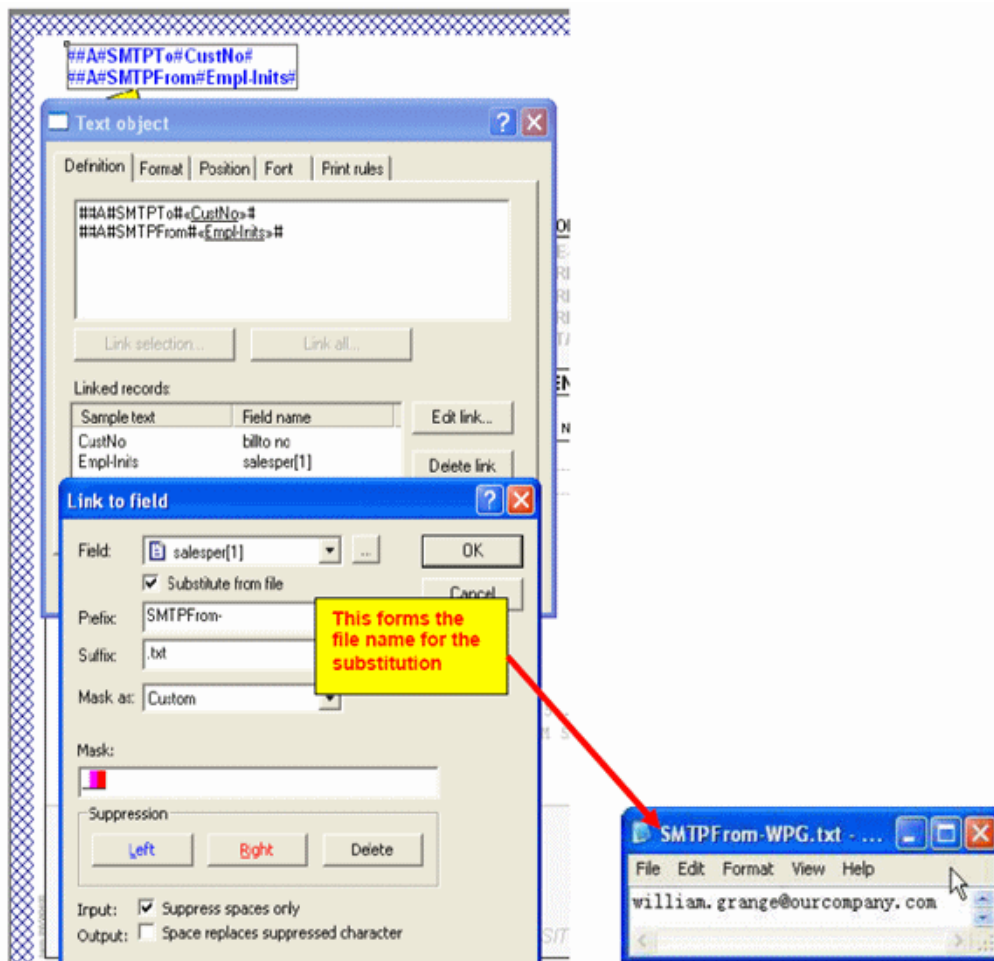 ##A#SMTPTo#CustNo#
##A#SMTPFrom#Empl-Inits#
Text object
Definition Format Position Font Print rules
##A#SMTPTo#«CustNo»#
##A#SMTPFrom#«Empl-Inits»#
Link selection... Link all...
Linked records:
Sample text Field name
CustNo billto no
Empl-Inits salesper[1]
Edit link...
Delete link
Link to field
Field: salesper[1] ... OK
Substitute from file Cancel
Prefix: SMTPFrom-
Suffix: .txt
This forms the
file name for the
substitution
Mask as: Custom
Mask:
Suppression
Left Right Delete
Input: Suppress spaces only
Output: Space replaces suppressed character
SMTPFrom-WPG.txt - ...
File Edit Format View Help
william.grange@ourcompany.com